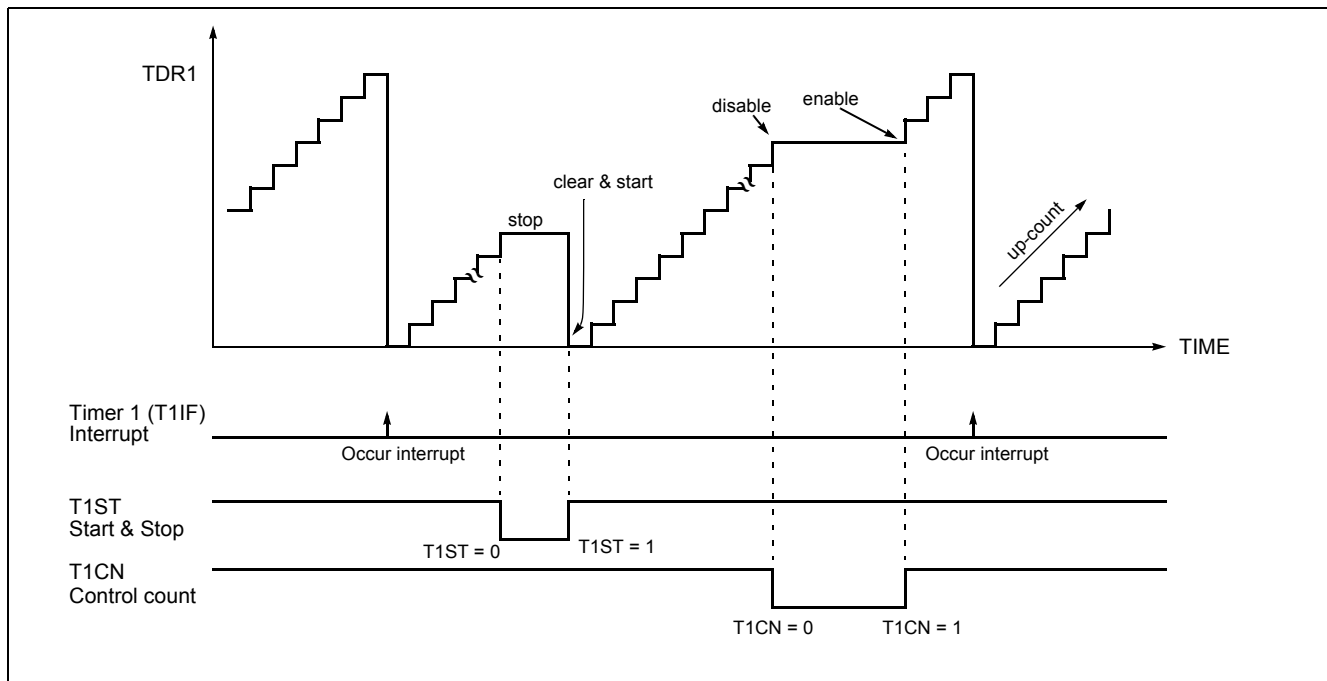 TDR1
disable
enable
clear & start
stop
up-count
TIME
Timer 1 (T1IF)
Interrupt
Occur interrupt
Occur interrupt
T1ST
Start & Stop
T1ST = 0
T1ST = 1
T1CN
Control count
T1CN = 0
T1CN = 1